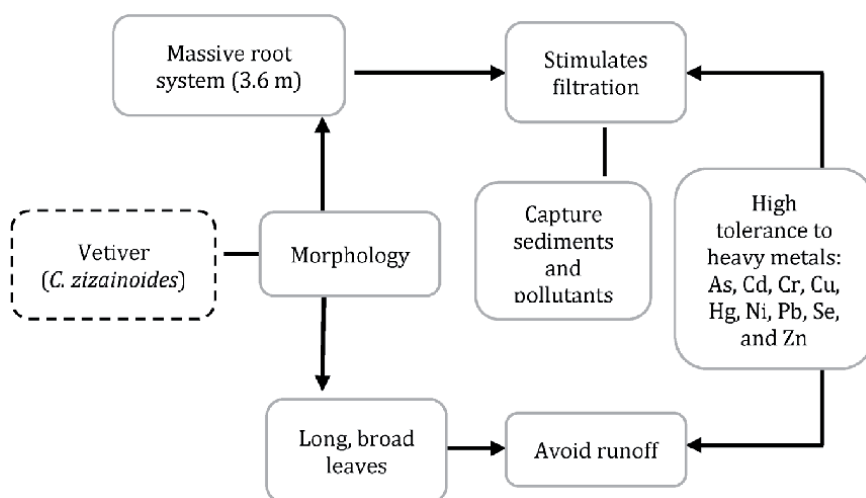 Massive root
system (3.6 m)
Stimulates
filtration
Vetiver
(C. zizainoides)
Morphology
Capture
sediments
and
pollutants
High
tolerance to
heavy metals:
As, Cd, Cr, Cu,
Hg, Ni, Pb, Se,
and Zn
Long, broad
leaves
Avoid runoff